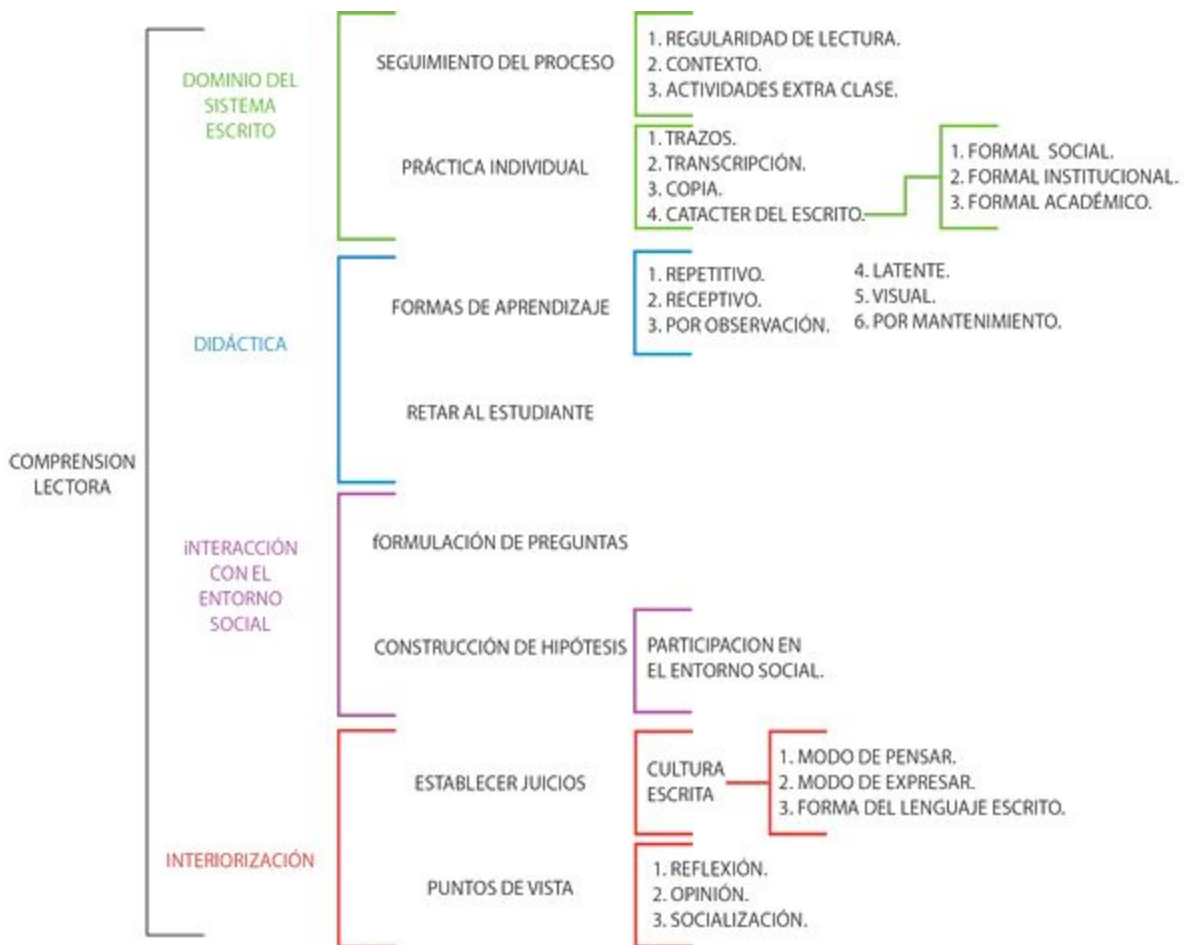 COMPRENSION
LECTORA
DOMINIO DEL
SISTEMA
ESCRITO
SEGUIMIENTO DEL PROCESO
1. REGULARIDAD DE LECTURA.
2. CONTEXTO.
3. ACTIVIDADES EXTRA CLASE.
PRÁCTICA INDIVIDUAL
1. TRAZOS.
2. TRANSCRIPCIÓN.
3. COPIA.
4. CATACTER DEL ESCRITO.
1. FORMAL SOCIAL.
2. FORMAL INSTITUCIONAL.
3. FORMAL ACADÉMICO.
DIDÁCTICA
FORMAS DE APRENDIZAJE
1. REPETITIVO.
2. RECEPTIVO.
3. POR OBSERVACIÓN.
4. LATENTE.
5. VISUAL.
6. POR MANTENIMIENTO.
RETAR AL ESTUDIANTE
iNTERACCIÓN
CON EL
ENTORNO
SOCIAL
fORMULACIÓN DE PREGUNTAS
CONSTRUCCIÓN DE HIPÓTESIS
PARTICIPACION EN
EL ENTORNO SOCIAL.
INTERIORIZACIÓN
ESTABLECER JUICIOS
CULTURA
ESCRITA
1. MODO DE PENSAR.
2. MODO DE EXPRESAR.
3. FORMA DEL LENGUAJE ESCRITO.
PUNTOS DE VISTA
1. REFLEXIÓN.
2. OPINIÓN.
3. SOCIALIZACIÓN.